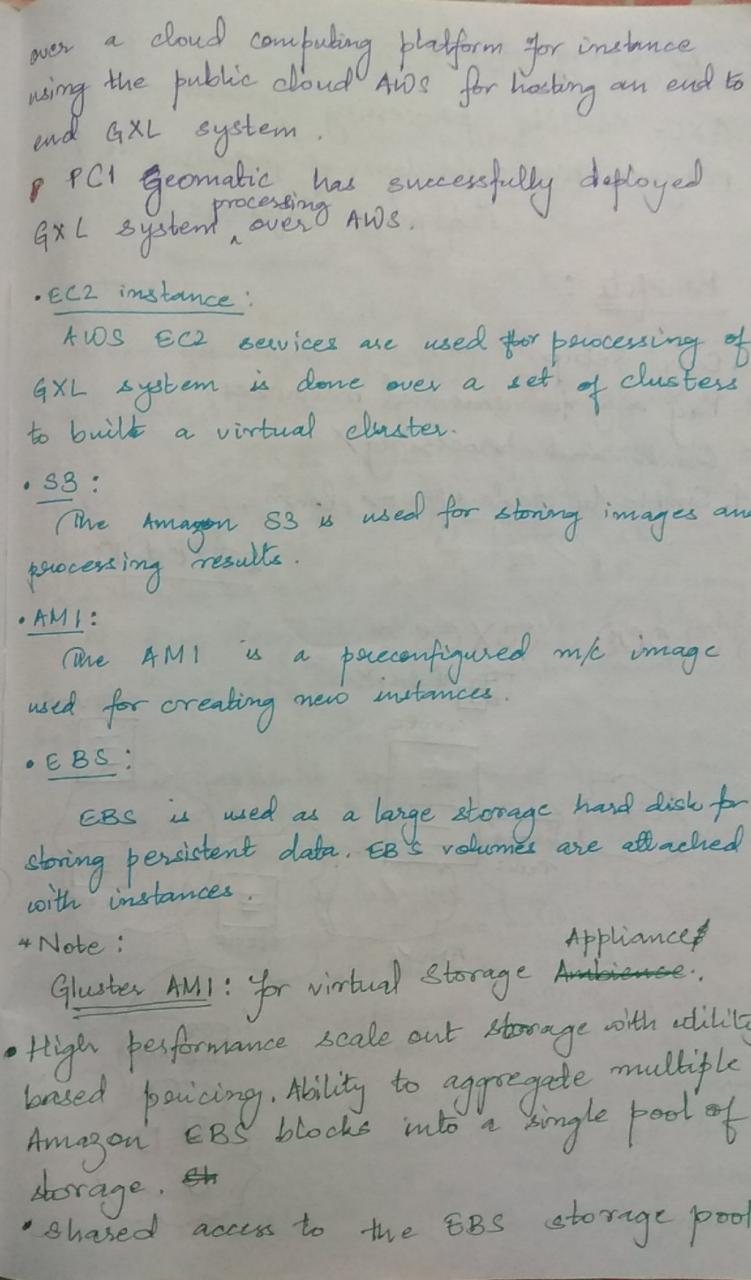 over a cloud computing platform for instance
using the public cloud AWS for hosting an end to
end GXL system.
PCI Geomatic has successfully deployed
processing
GXL system ^ over AWS.
• EC2 instance:
AWS EC2 services are used for processing of
GXL system is done over a set of clusters
to built a virtual cluster.
• S3:
The Amazon S3 is used for storing images an
processing results.
• AMI:
The AMI is a preconfigured m/c image
used for creating new instances.
• EBS:
EBS is used as a large storage hard disk for
storing persistent data. EBS volumes are attached
with instances.
* Note:
Appliance
Gluster AMI: for virtual Storage Ambience.
• High performance scale out storage with utility
based pricing. Ability to aggregate multiple
Amazon EBS blocks into a single pool of
storage. Sh
• Shared access to the EBS storage pool